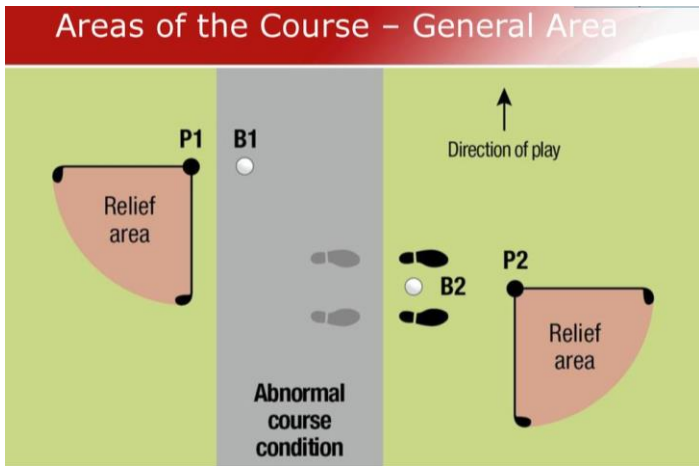 Areas of the Course – General Area
P1
B1
Direction of play
Relief
area
P2
B2
Relief
area
Abnormal
course
condition